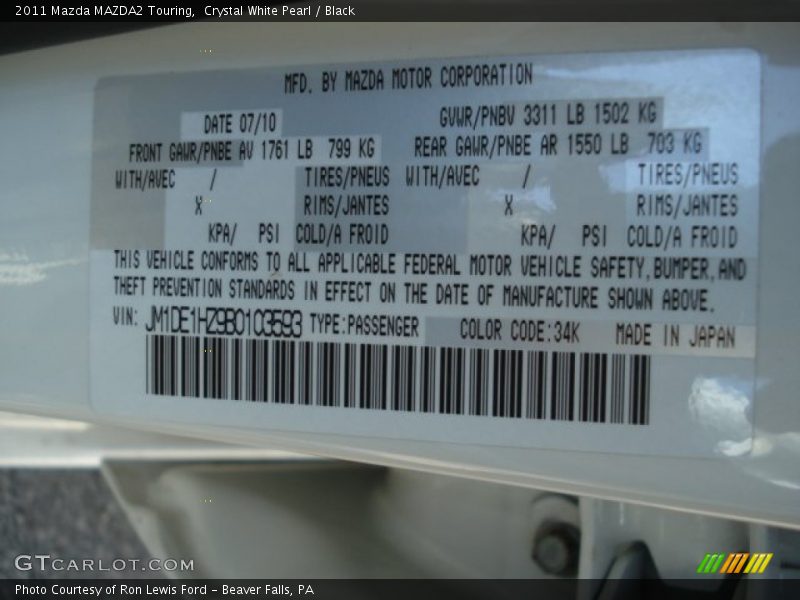 2011 Mazda MAZDA2 Touring, Crystal White Pearl / Black
MFD. BY MAZDA MOTOR CORPORATION
DATE 07/10 GVWR/PNBV 3311 LB 1502 KG
FRONT GAWR/PNBE AV 1761 LB 799 KG REAR GAWR/PNBE AR 1550 LB 703 KG
WITH/AVEC / TIRES/PNEUS WITH/AVEC / TIRES/PNEUS
X RIMS/JANTES X RIMS/JANTES
KPA/ PSI COLD/A FROID KPA/ PSI COLD/A FROID
THIS VEHICLE CONFORMS TO ALL APPLICABLE FEDERAL MOTOR VEHICLE SAFETY, BUMPER, AND
THEFT PREVENTION STANDARDS IN EFFECT ON THE DATE OF MANUFACTURE SHOWN ABOVE.
VIN: JM1DE1HZ9B0103593 TYPE:PASSENGER COLOR CODE:34K MADE IN JAPAN
GTCARLOT.COM
Photo Courtesy of Ron Lewis Ford - Beaver Falls, PA